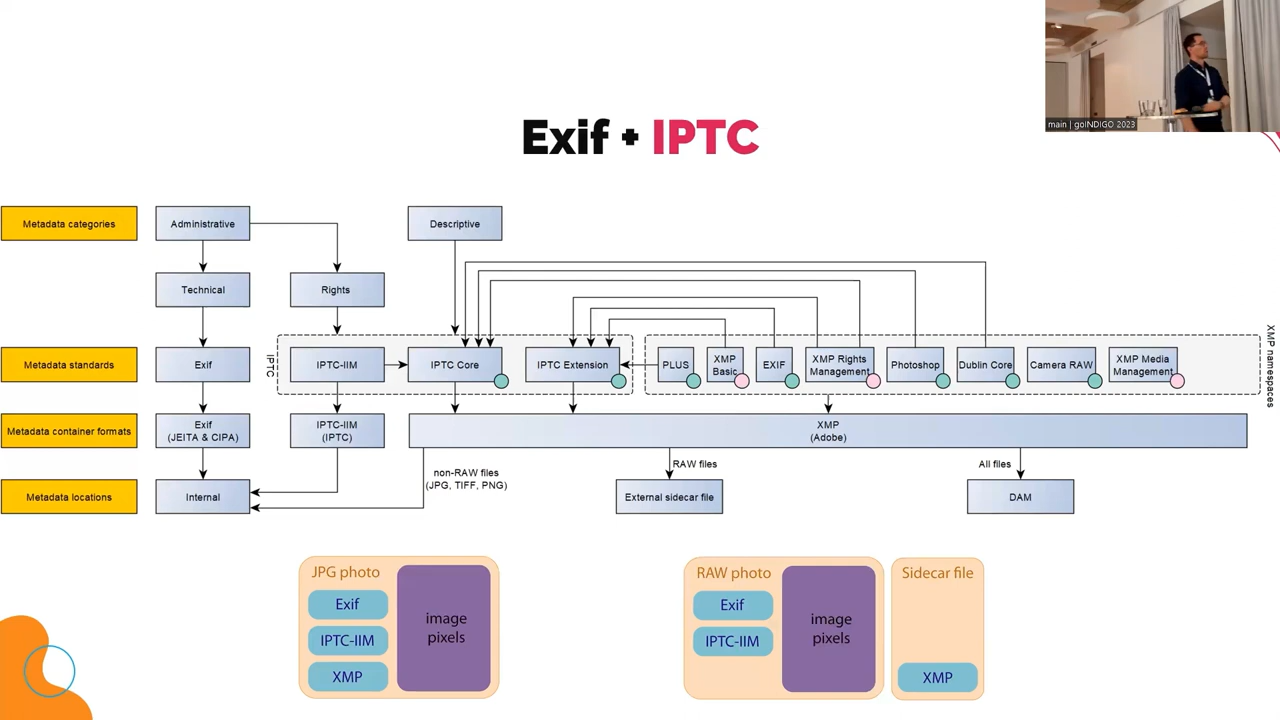 main | goINDIGO 2023
Exif + IPTC
Metadata categories
Administrative
Descriptive
Technical
Rights
Metadata standards
Exif
IPTC
IPTC-IIM
IPTC Core
IPTC Extension
PLUS
XMP
Basic
EXIF
XMP Rights
Management
Photoshop
Dublin Core
Camera RAW
XMP Media
Management
XMP namespaces
Metadata container formats
Exif
(JEITA & CIPA)
IPTC-IIM
(IPTC)
XMP
(Adobe)
non-RAW files
(JPG, TIFF, PNG)
RAW files
All files
Metadata locations
Internal
External sidecar file
DAM
JPG photo
Exif
IPTC-IIM
XMP
image
pixels
RAW photo
Exif
IPTC-IIM
image
pixels
Sidecar file
XMP